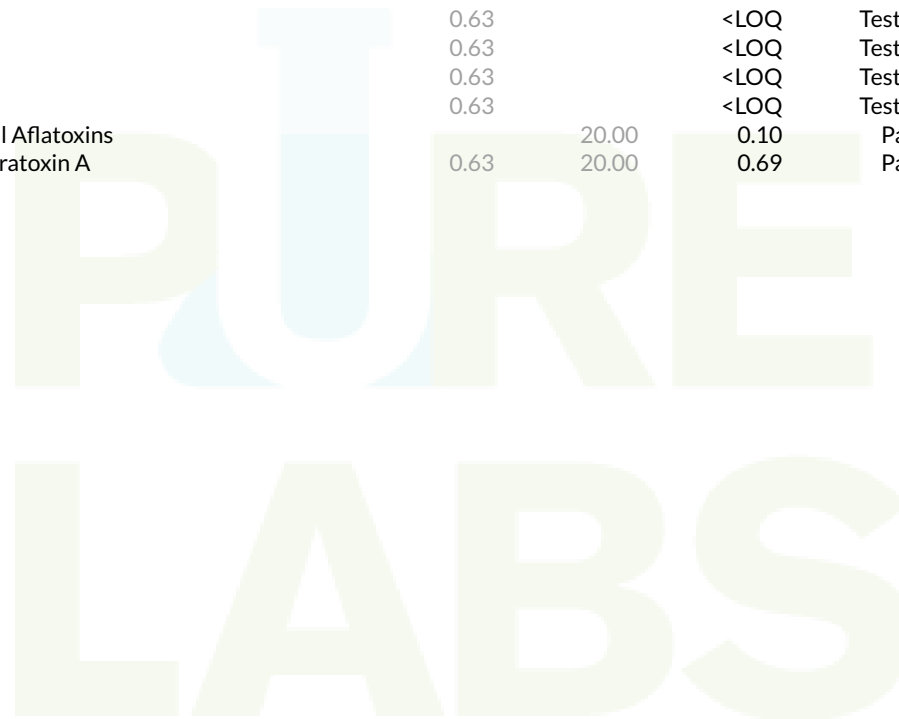 0.63 <LOQ Test
0.63 <LOQ Test
0.63 <LOQ Test
0.63 <LOQ Test
l Aflatoxins 20.00 0.10 Pa
ratoxin A 0.63 20.00 0.69 Pa
PURE
LABS